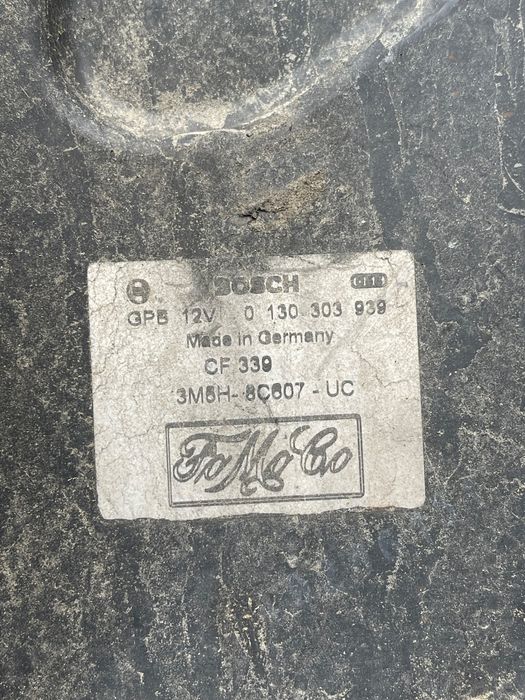 BOSCH
GPB 12V 0 130 303 939
Made in Germany
CF 339
3M5H-8C607-UC
FoMoCo